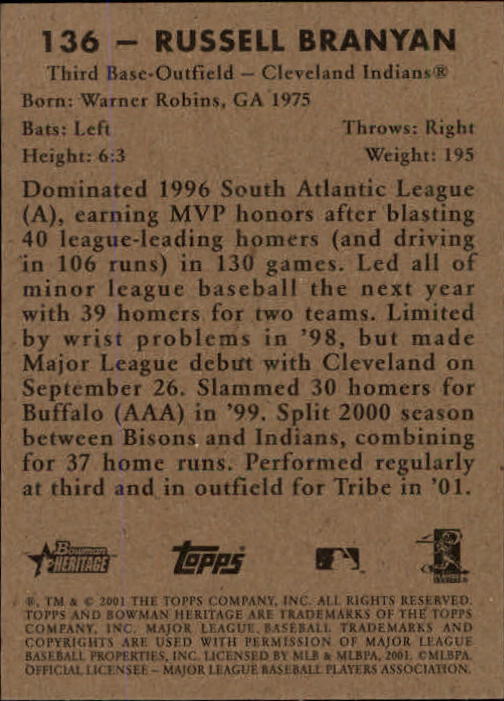 136 – RUSSELL BRANYAN
Third Base-Outfield – Cleveland Indians®
Born: Warner Robins, GA 1975
Bats: Left Throws: Right
Height: 6:3 Weight: 195
Dominated 1996 South Atlantic League
(A), earning MVP honors after blasting
40 league-leading homers (and driving
in 106 runs) in 130 games. Led all of
minor league baseball the next year
with 39 homers for two teams. Limited
by wrist problems in '98, but made
Major League debut with Cleveland on
September 26. Slammed 30 homers for
Buffalo (AAA) in '99. Split 2000 season
between Bisons and Indians, combining
for 37 home runs. Performed regularly
at third and in outfield for Tribe in '01.
Bowman
HERITAGE
topps
®, TM & © 2001 THE TOPPS COMPANY, INC. ALL RIGHTS RESERVED.
TOPPS AND BOWMAN HERITAGE ARE TRADEMARKS OF THE TOPPS
COMPANY, INC. MAJOR LEAGUE BASEBALL TRADEMARKS AND
COPYRIGHTS ARE USED WITH PERMISSION OF MAJOR LEAGUE
BASEBALL PROPERTIES, INC. LICENSED BY MLB & MLBPA, 2001. ©MLBPA.
OFFICIAL LICENSEE – MAJOR LEAGUE BASEBALL PLAYERS ASSOCIATION.